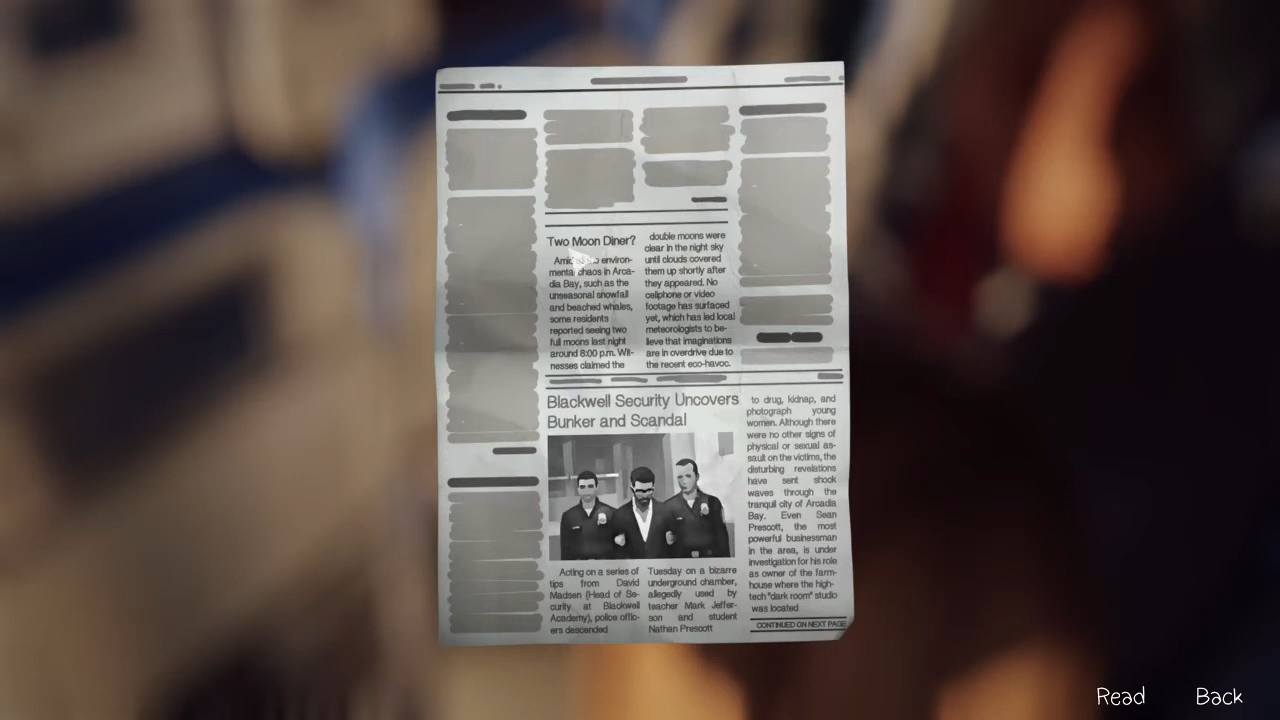 Two Moon Diner?
Amid environ-
mental chaos in Arca-
dia Bay, such as the
unseasonal snowfall
and beached whales,
some residents
reported seeing two
full moons last night
around 8:00 p.m. Wit-
nesses claimed the
double moons were
clear in the night sky
until clouds covered
them up shortly after
they appeared. No
cellphone or video
footage has surfaced
yet, which has led local
meteorologists to be-
lieve that imaginations
are in overdrive due to
the recent eco-havoc.
Blackwell Security Uncovers
Bunker and Scandal
Acting on a series of
tips from David
Madsen (Head of Se-
curity at Blackwell
Academy), police offic-
ers descended
Tuesday on a bizarre
underground chamber,
allegedly used by
teacher Mark Jeffer-
son and student
Nathan Prescott
to drug, kidnap, and
photograph young
women. Although there
were no other signs of
physical or sexual as-
sault on the victims, the
disturbing revelations
have sent shock
waves through the
tranquil city of Arcadia
Bay. Even Sean
Prescott, the most
powerful businessman
in the area, is under
investigation for his role
as owner of the farm-
house where the high-
tech "dark room" studio
was located
CONTINUED ON NEXT PAGE
Read Back